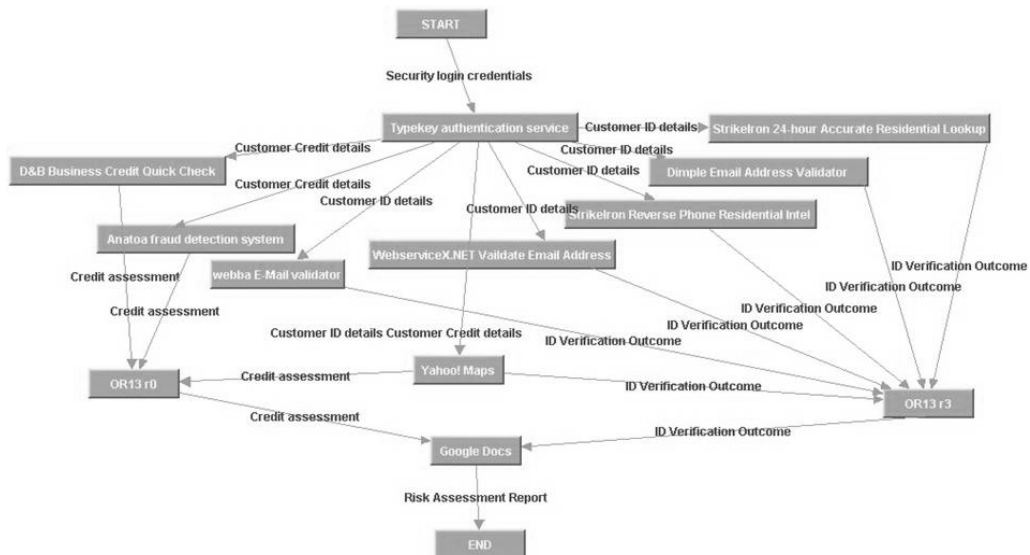 START
Security login credentials
Typekey authentication service
Customer ID details
StrikeIron 24-hour Accurate Residential Lookup
Customer Credit details
Customer ID details
D&B Business Credit Quick Check
Customer ID details
Dimple Email Address Validator
Customer Credit details
Customer ID details
Customer ID details
StrikeIron Reverse Phone Residential Intel
Anatoa fraud detection system
WebserviceX.NET Vaildate Email Address
Credit assessment
webba E-Mail validator
ID Verification Outcome
ID Verification Outcome
Credit assessment
ID Verification Outcome
Customer ID details Customer Credit details
ID Verification Outcome
ID Verification Outcome
Yahoo! Maps
OR13 r0
Credit assessment
ID Verification Outcome
OR13 r3
Credit assessment
ID Verification Outcome
Google Docs
Risk Assessment Report
END